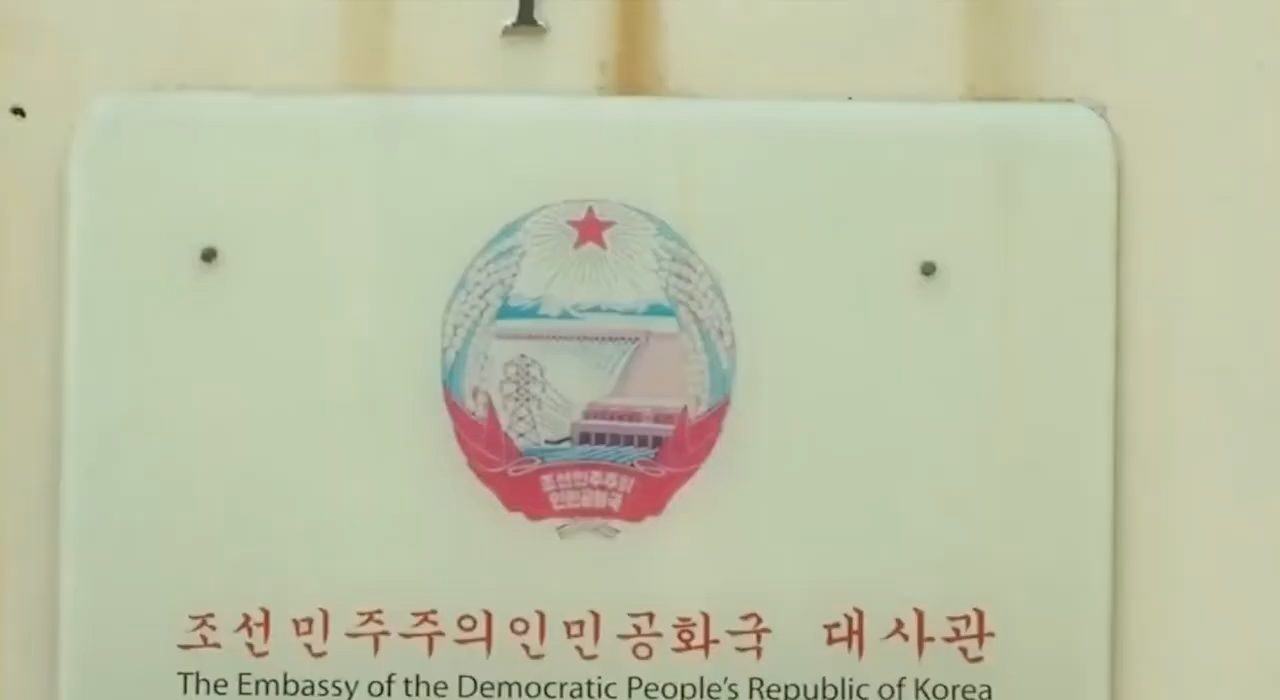 조선민주주의
인민공화국
조선민주주의인민공화국 대사관
The Embassy of the Democratic People's Republic of Korea